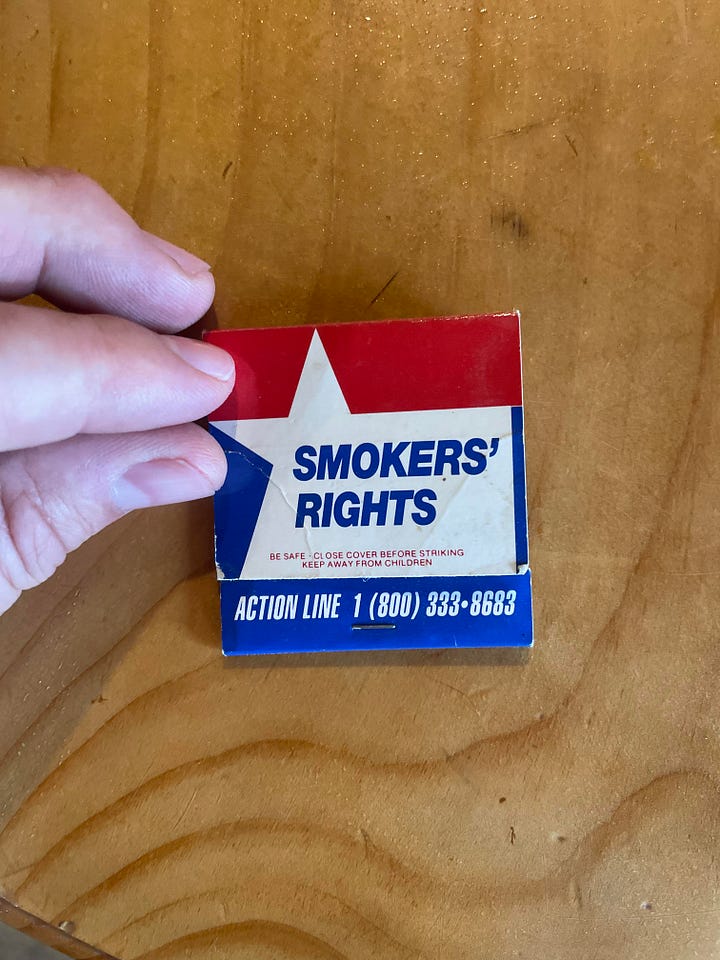 SMOKERS'
RIGHTS
BE SAFE - CLOSE COVER BEFORE STRIKING
KEEP AWAY FROM CHILDREN
ACTION LINE 1 (800) 333•8683